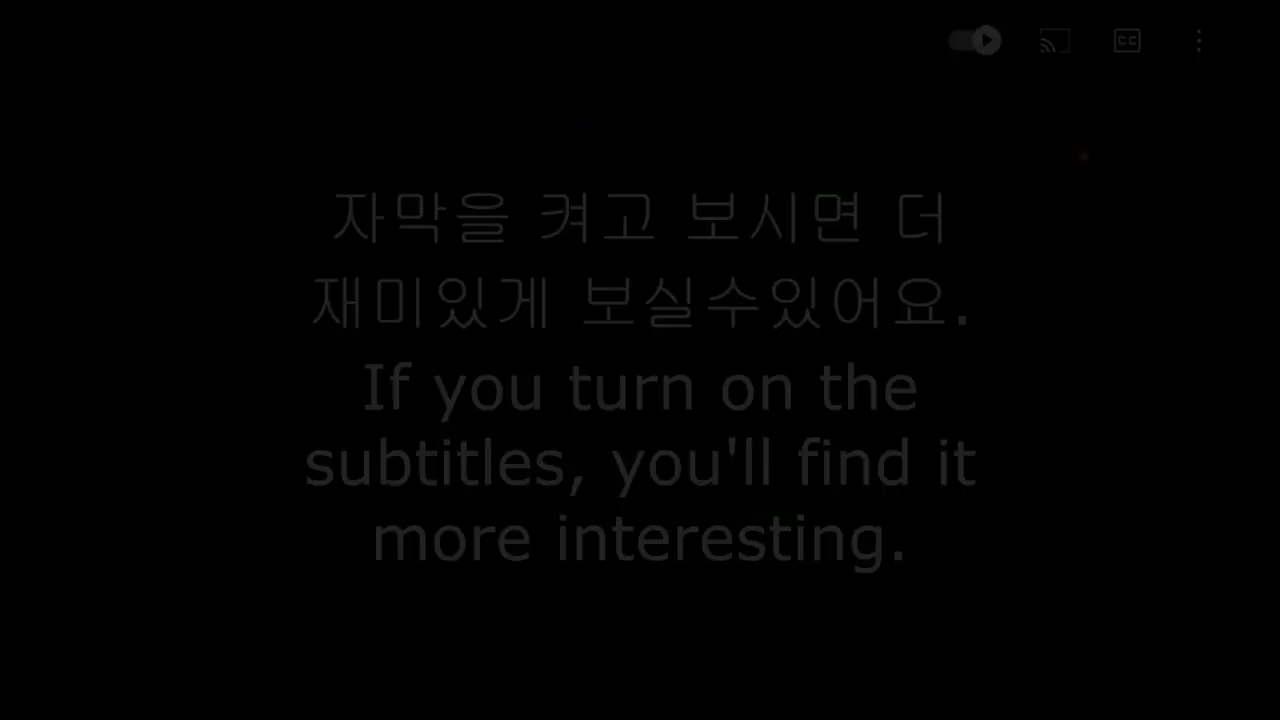 CC
자막을 켜고 보시면 더
재미있게 보실수있어요.
If you turn on the
subtitles, you'll find it
more interesting.